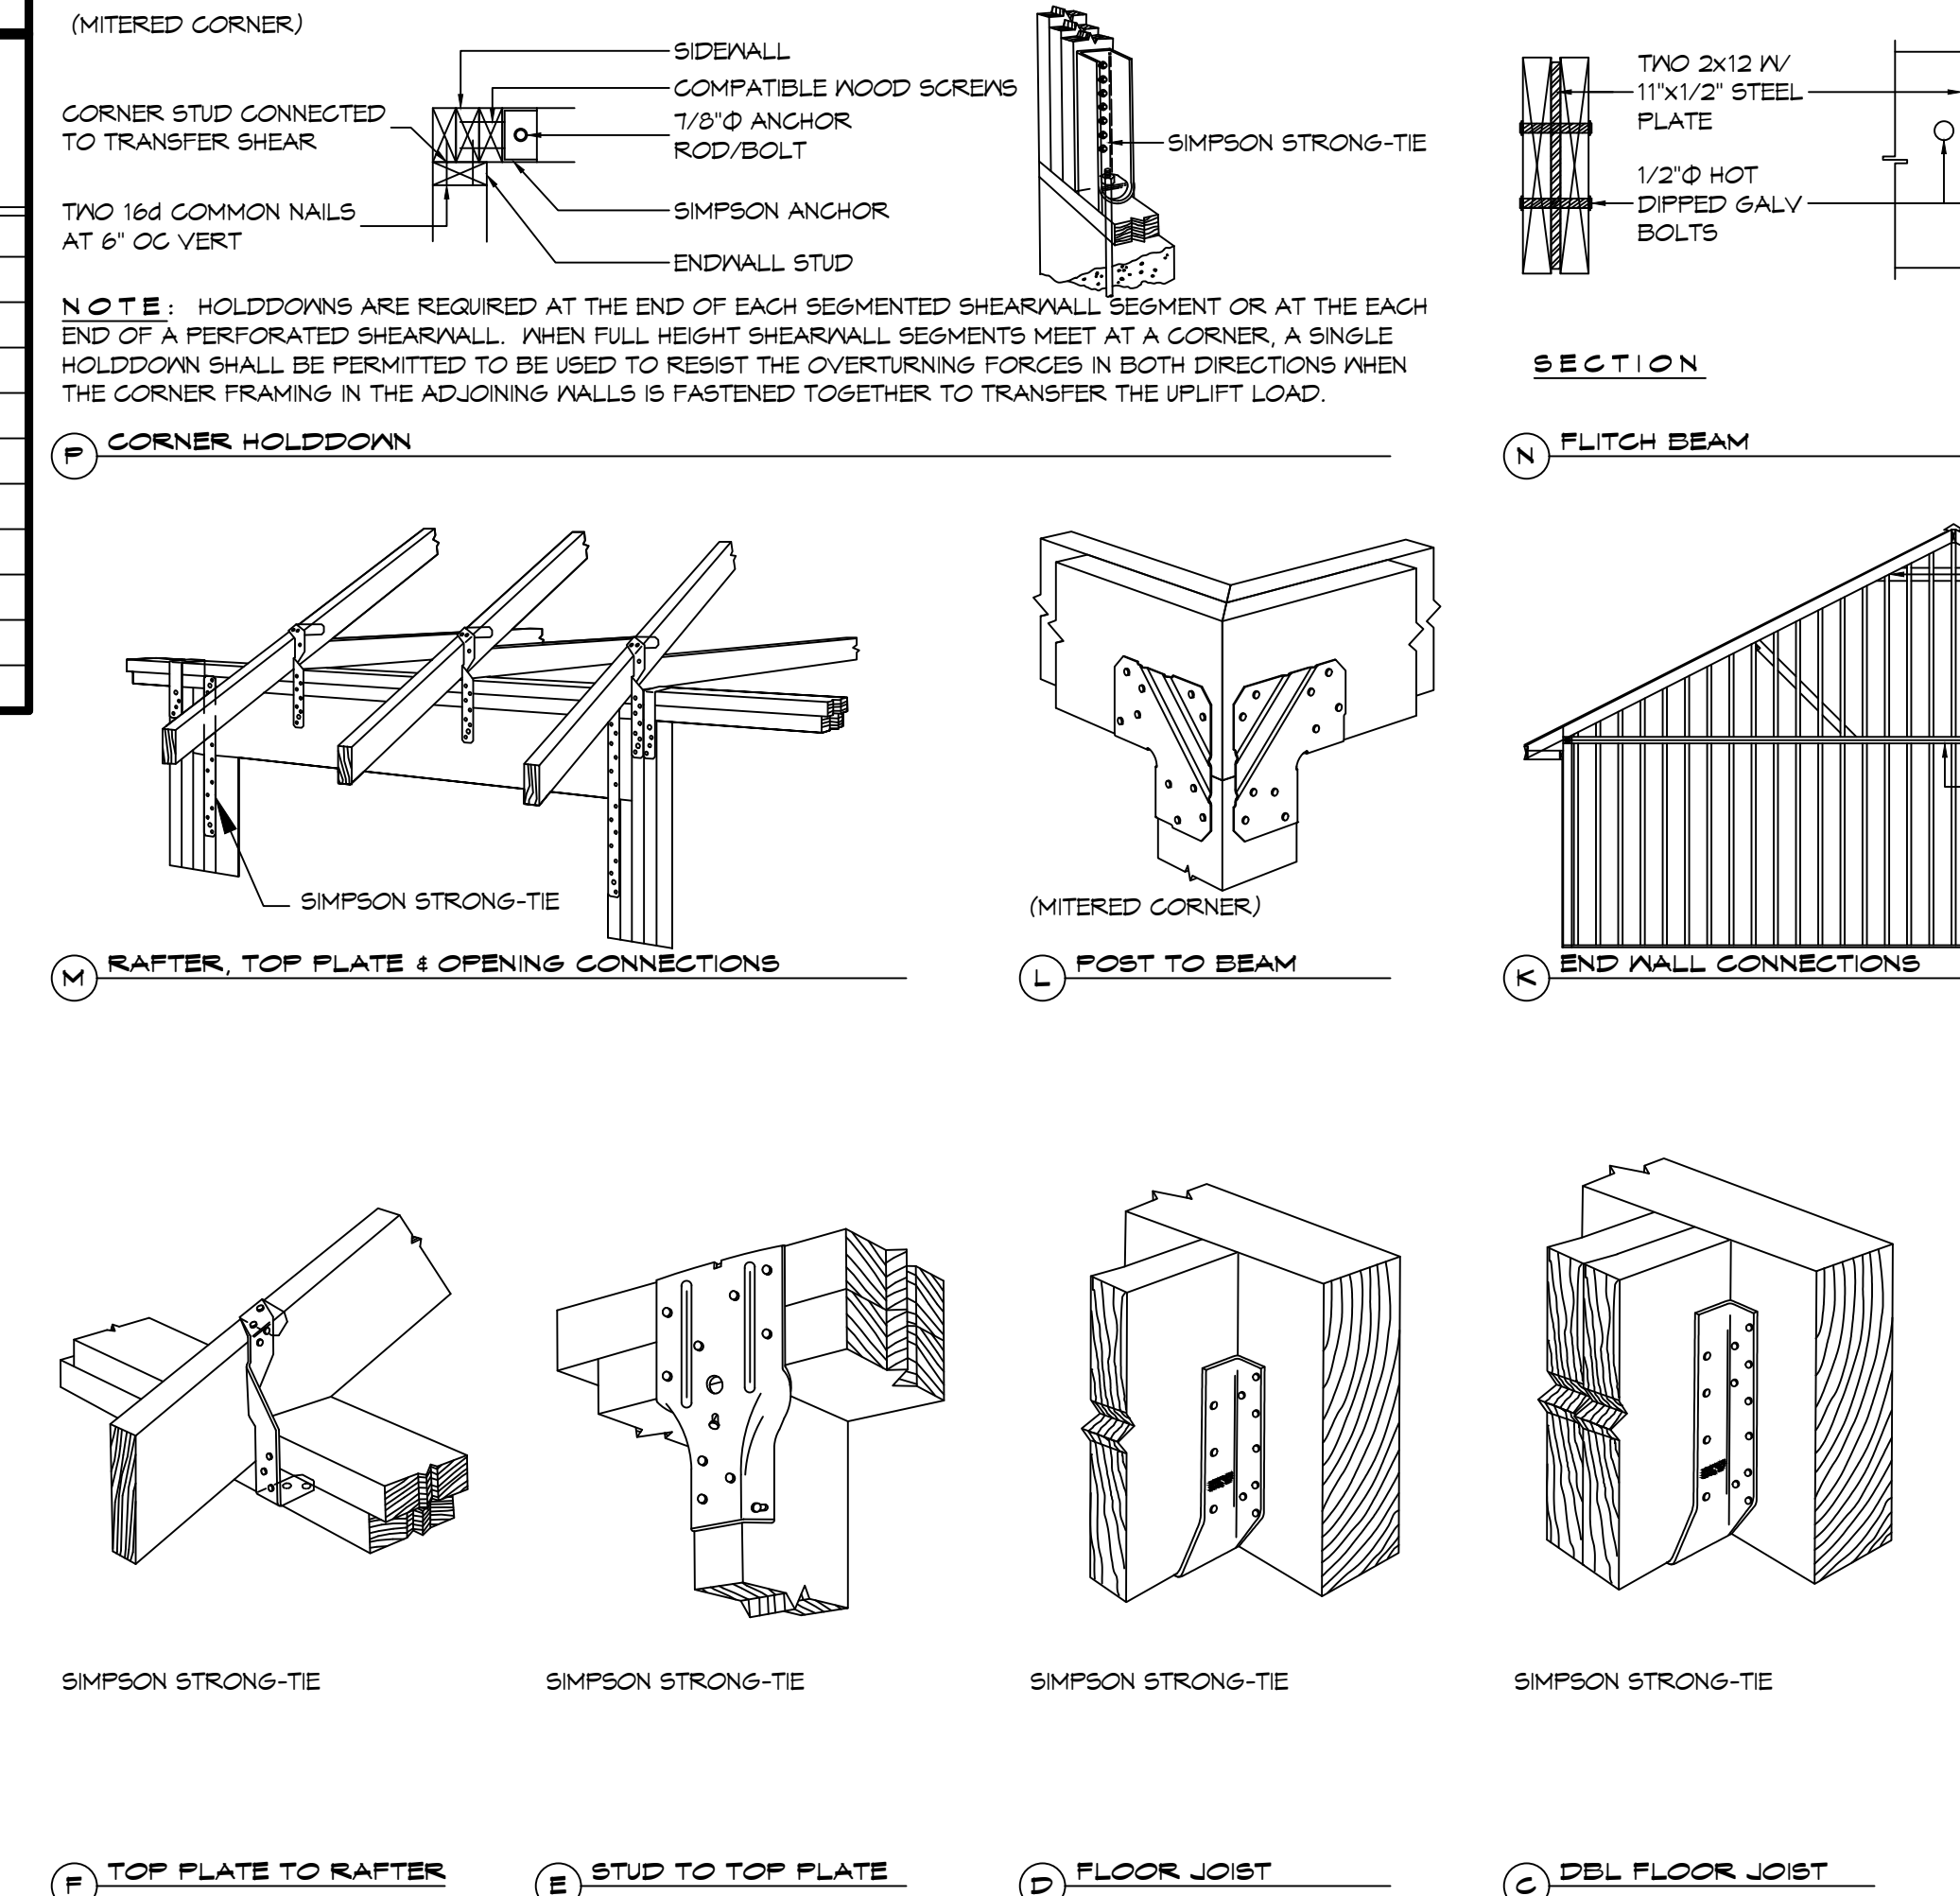 (MITERED CORNER)
SIDEWALL
COMPATIBLE WOOD SCREWS
7/8"Φ ANCHOR
ROD/BOLT
CORNER STUD CONNECTED
TO TRANSFER SHEAR
TWO 16d COMMON NAILS
AT 6" OC VERT
SIMPSON ANCHOR
ENDWALL STUD
SIMPSON STRONG-TIE
NOTE: HOLDDOWNS ARE REQUIRED AT THE END OF EACH SEGMENTED SHEARWALL SEGMENT OR AT THE EACH
END OF A PERFORATED SHEARWALL. WHEN FULL HEIGHT SHEARWALL SEGMENTS MEET AT A CORNER, A SINGLE
HOLDDOWN SHALL BE PERMITTED TO BE USED TO RESIST THE OVERTURNING FORCES IN BOTH DIRECTIONS WHEN
THE CORNER FRAMING IN THE ADJOINING WALLS IS FASTENED TOGETHER TO TRANSFER THE UPLIFT LOAD.
P CORNER HOLDDOWN
TWO 2x12 W/
11"x1/2" STEEL
PLATE
1/2"Φ HOT
DIPPED GALV
BOLTS
SECTION
N FLITCH BEAM
SIMPSON STRONG-TIE
M RAFTER, TOP PLATE & OPENING CONNECTIONS
(MITERED CORNER)
L POST TO BEAM
K END WALL CONNECTIONS
SIMPSON STRONG-TIE
F TOP PLATE TO RAFTER
SIMPSON STRONG-TIE
E STUD TO TOP PLATE
SIMPSON STRONG-TIE
D FLOOR JOIST
SIMPSON STRONG-TIE
C DBL FLOOR JOIST